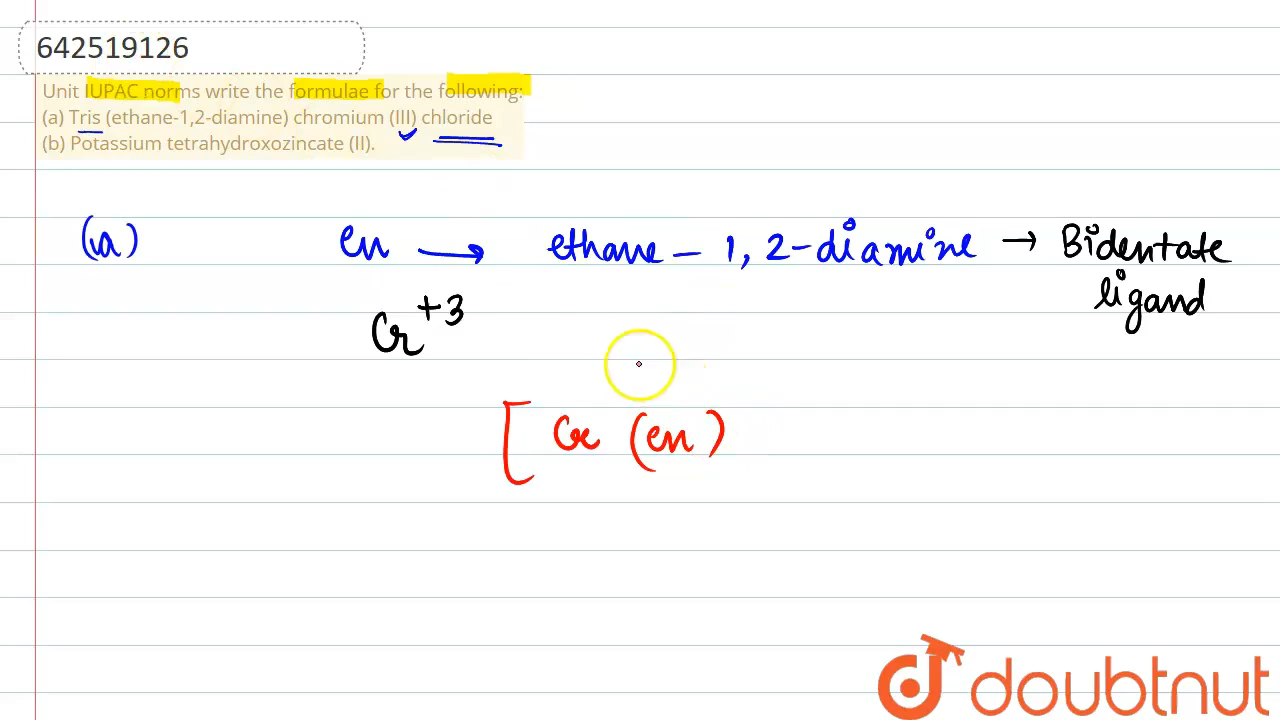 642519126
Unit IUPAC norms write the formulae for the following:
(a) Tris (ethane-1,2-diamine) chromium (III) chloride
(b) Potassium tetrahydroxozincate (II).
(a) en → ethane - 1, 2-diamine → Bidentate
ligand
Cr+3
[ Cr (en)
doubtnut